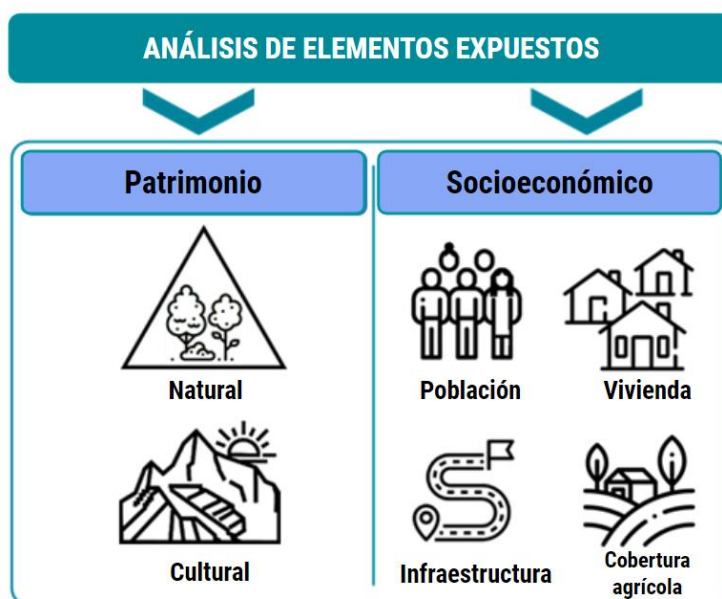 ANÁLISIS DE ELEMENTOS EXPUESTOS
Patrimonio
Socioeconómico
Natural
Cultural
Población
Vivienda
Infraestructura
Cobertura
agrícola